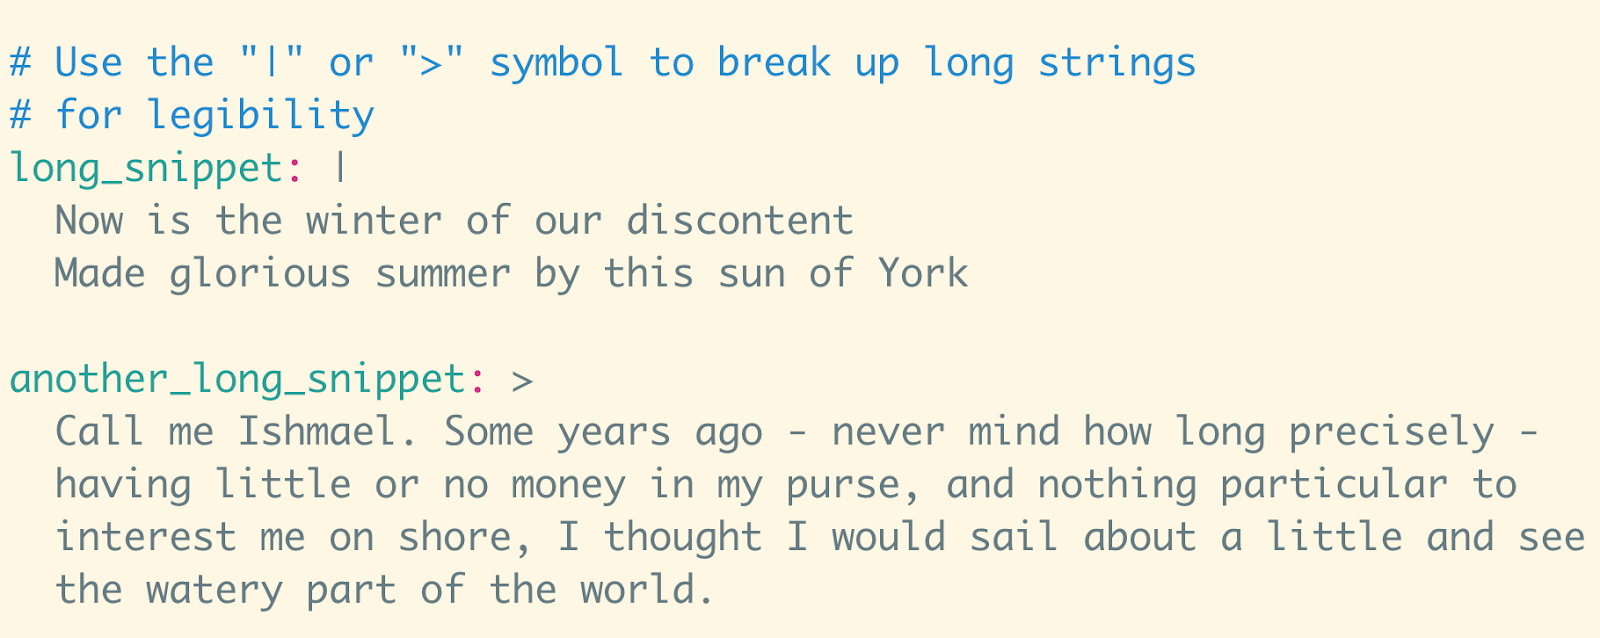 # Use the "|" or ">" symbol to break up long strings
# for legibility
long_snippet: |
  Now is the winter of our discontent
  Made glorious summer by this sun of York

another_long_snippet: >
  Call me Ishmael. Some years ago - never mind how long precisely -
  having little or no money in my purse, and nothing particular to
  interest me on shore, I thought I would sail about a little and see
  the watery part of the world.